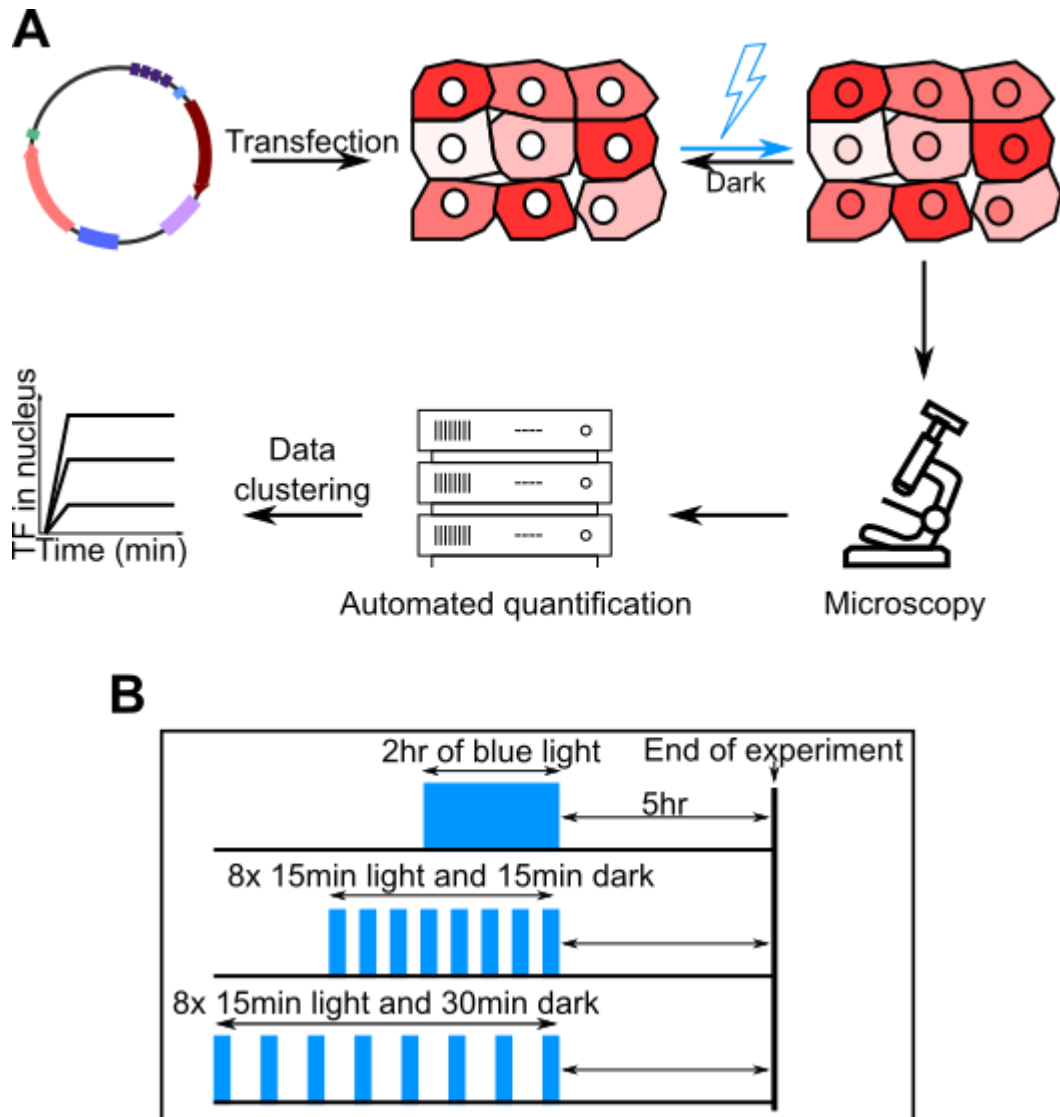 A
Transfection
Dark
TF in nucleus
Time (min)
Data
clustering
Automated quantification
Microscopy
B
2hr of blue light
End of experiment
5hr
8x 15min light and 15min dark
8x 15min light and 30min dark